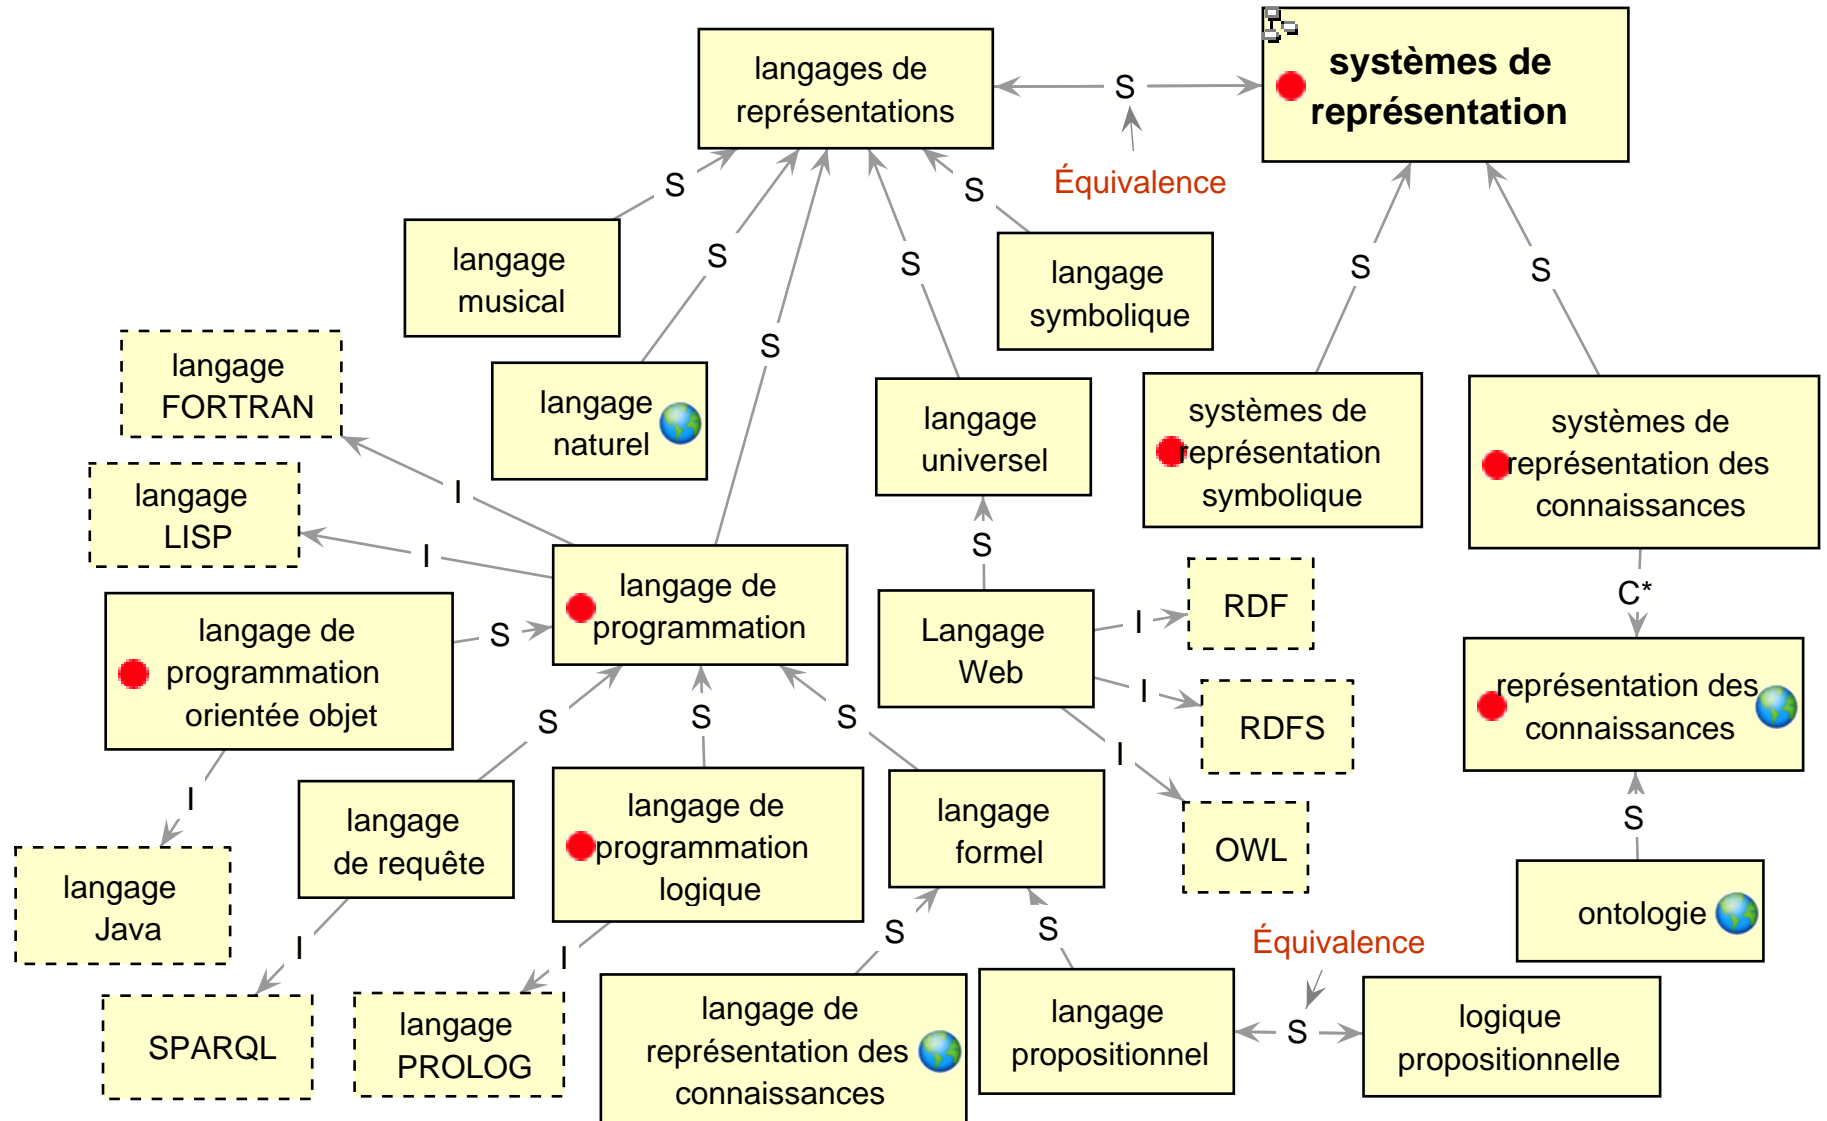 langages de
représentations
S
systèmes de
représentation
Équivalence
S
S
S
S
S
S
S
langage
musical
langage
symbolique
langage
FORTRAN
langage
naturel
langage
universel
systèmes de
représentation
symbolique
systèmes de
représentation des
connaissances
I
langage
LISP
I
S
C*
langage de
programmation
RDF
I
langage de
programmation
orientée objet
S
Langage
Web
I
RDFS
représentation des
connaissances
S
S
S
I
I
langage
de requête
langage de
programmation
logique
langage
formel
OWL
S
langage
Java
ontologie
I
I
S
S
Équivalence
SPARQL
langage
PROLOG
langage de
représentation des
connaissances
langage
propositionnel
S
logique
propositionnelle